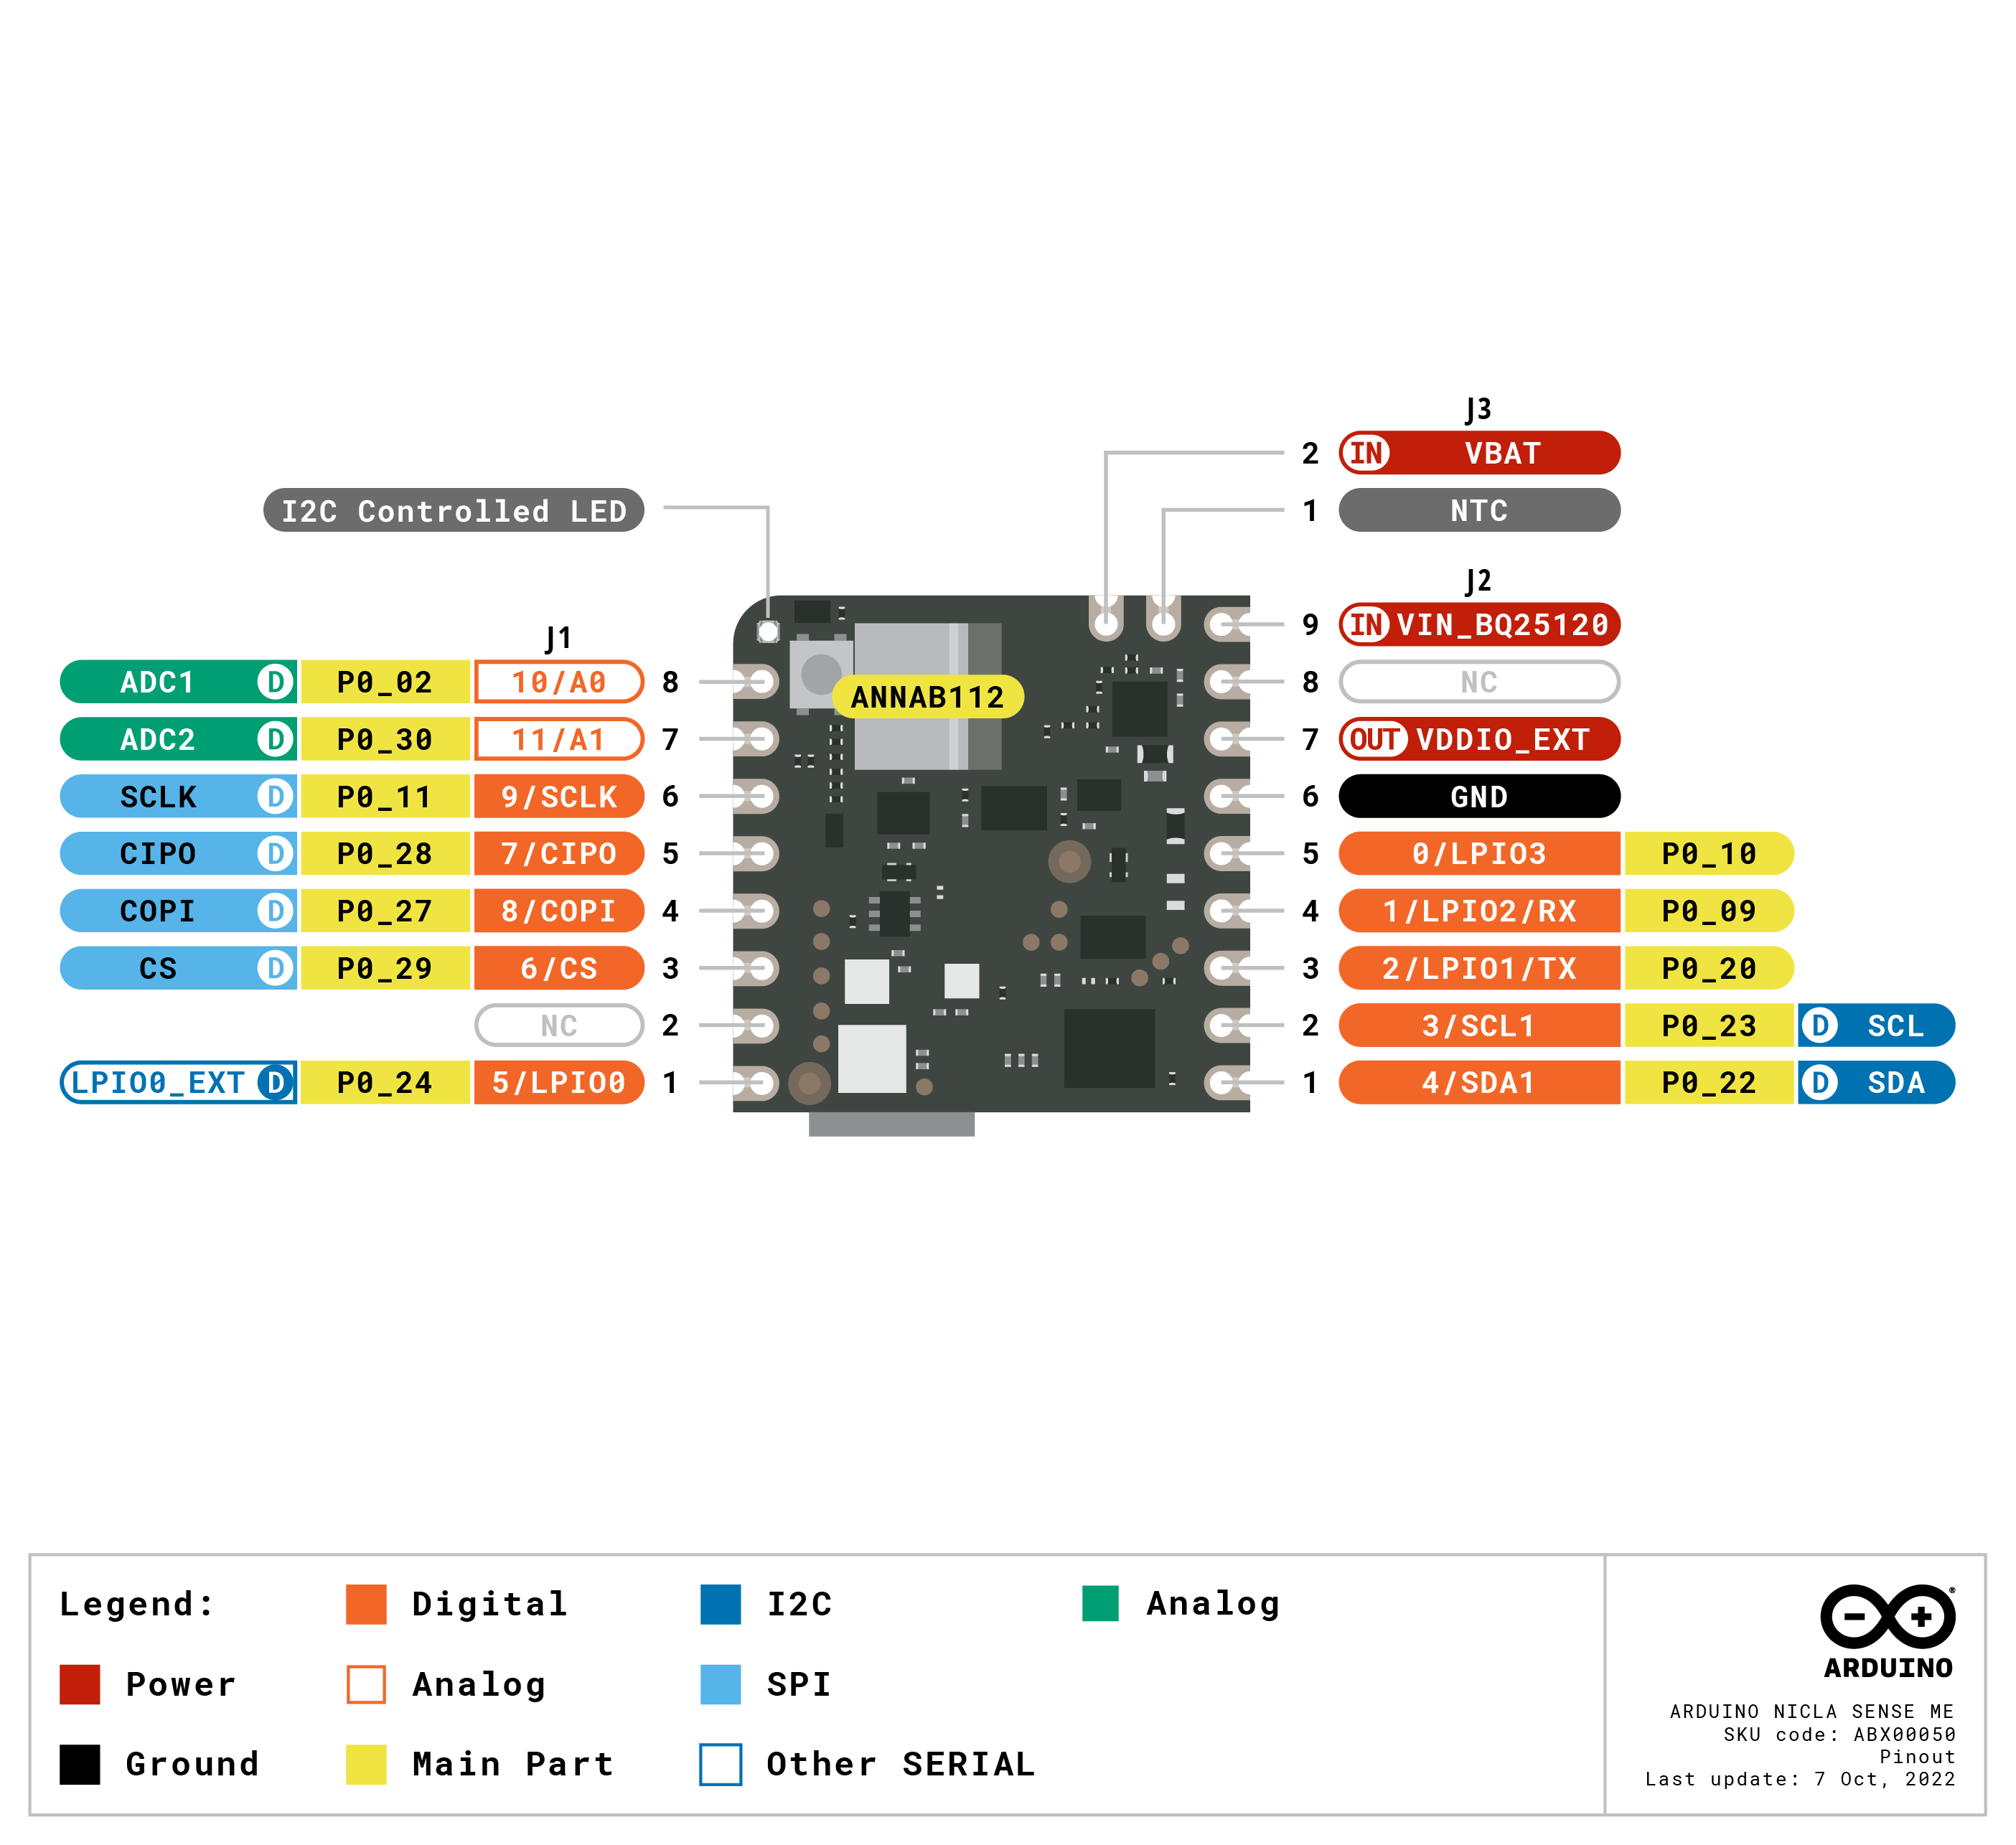 J3
2 IN VBAT
1 NTC
I2C Controlled LED
J2
9 IN VIN_BQ25120
J1
ADC1 D P0_02 10/A0 8
8 NC
ADC2 D P0_30 11/A1 7
7 OUT VDDIO_EXT
SCLK D P0_11 9/SCLK 6
6 GND
CIPO D P0_28 7/CIPO 5
5 0/LPIO3 P0_10
COPI D P0_27 8/COPI 4
4 1/LPIO2/RX P0_09
CS D P0_29 6/CS 3
3 2/LPIO1/TX P0_20
NC 2
2 3/SCL1 P0_23 D SCL
LPIO0_EXT D P0_24 5/LPIO0 1
1 4/SDA1 P0_22 D SDA
ANNAB112
Legend:
Power
Ground
Digital
Analog
Main Part
I2C
SPI
Other SERIAL
Analog
®
ARDUINO
ARDUINO NICLA SENSE ME
SKU code: ABX00050
Pinout
Last update: 7 Oct, 2022